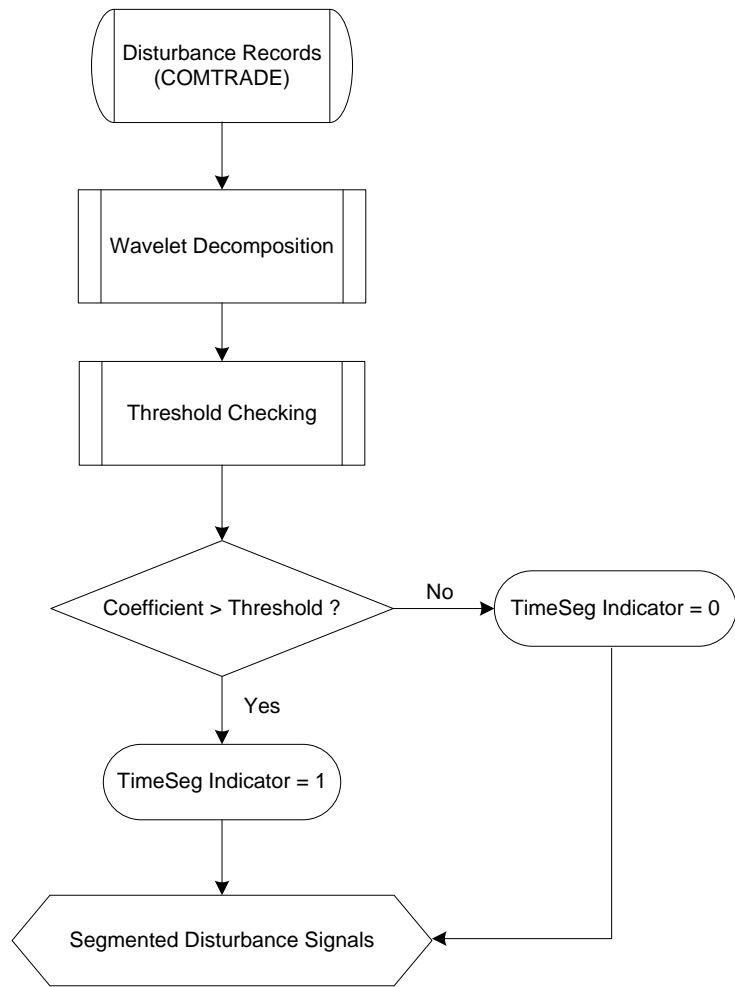 Disturbance Records
(COMTRADE)
Wavelet Decomposition
Threshold Checking
Coefficient > Threshold ?
No
TimeSeg Indicator = 0
Yes
TimeSeg Indicator = 1
Segmented Disturbance Signals